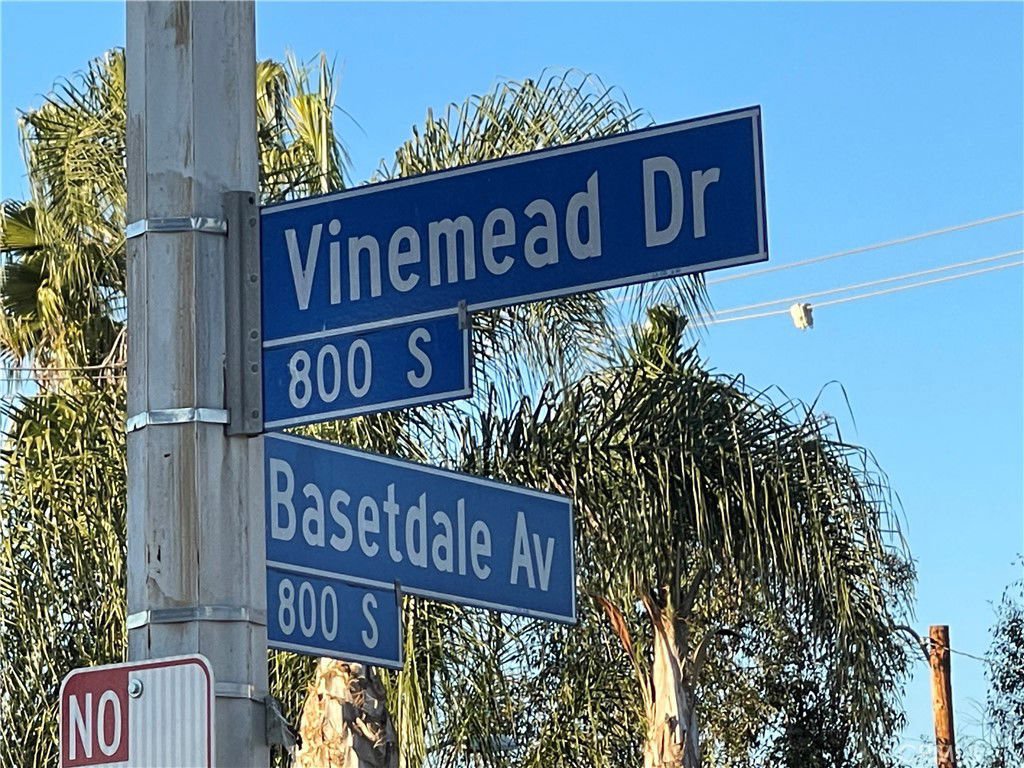 Vinemead Dr
800 S
Basetdale Av
800 S
NO